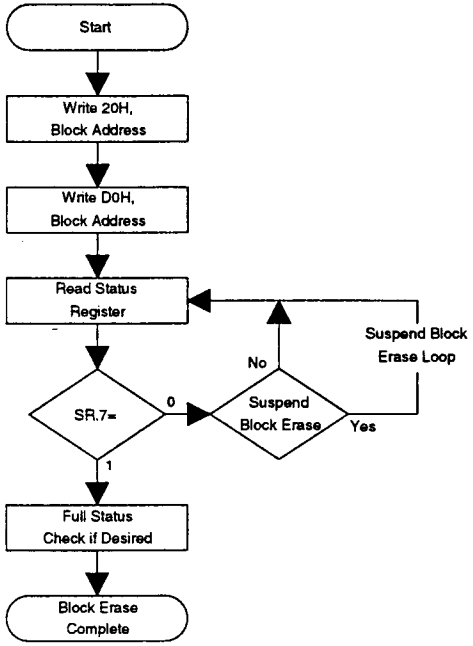 Start
Write 20H,
Block Address
Write D0H,
Block Address
Read Status
Register
Suspend Block
Erase Loop
No
0
SR.7=
Suspend
Block Erase
Yes
1
Full Status
Check if Desired
Block Erase
Complete